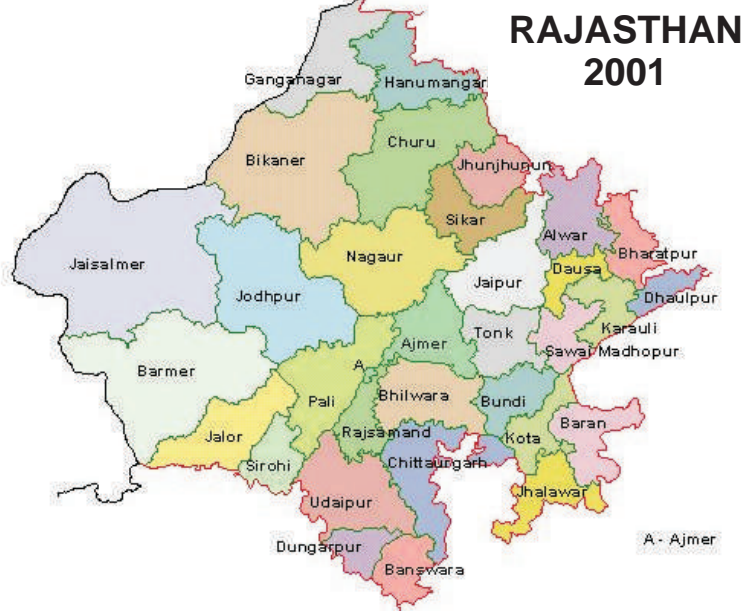 RAJASTHAN
2001
Ganganagar
Hanumangar
Churu
Jhunjhunun
Bikaner
Sikar
Alwar
Bharatpur
Nagaur
Jaisalmer
Dausa
Jaipur
Jodhpur
Dhaulpur
Karauli
Tonk
Ajmer
Sawai Madhopur
A
Barmer
Bhilwara
Pali
Bundi
Baran
Jalor
Rajsamand
Kota
Sirohi
Chittaurgarh
Jhalawar
Udaipur
A - Ajmer
Dungarpur
Banswara